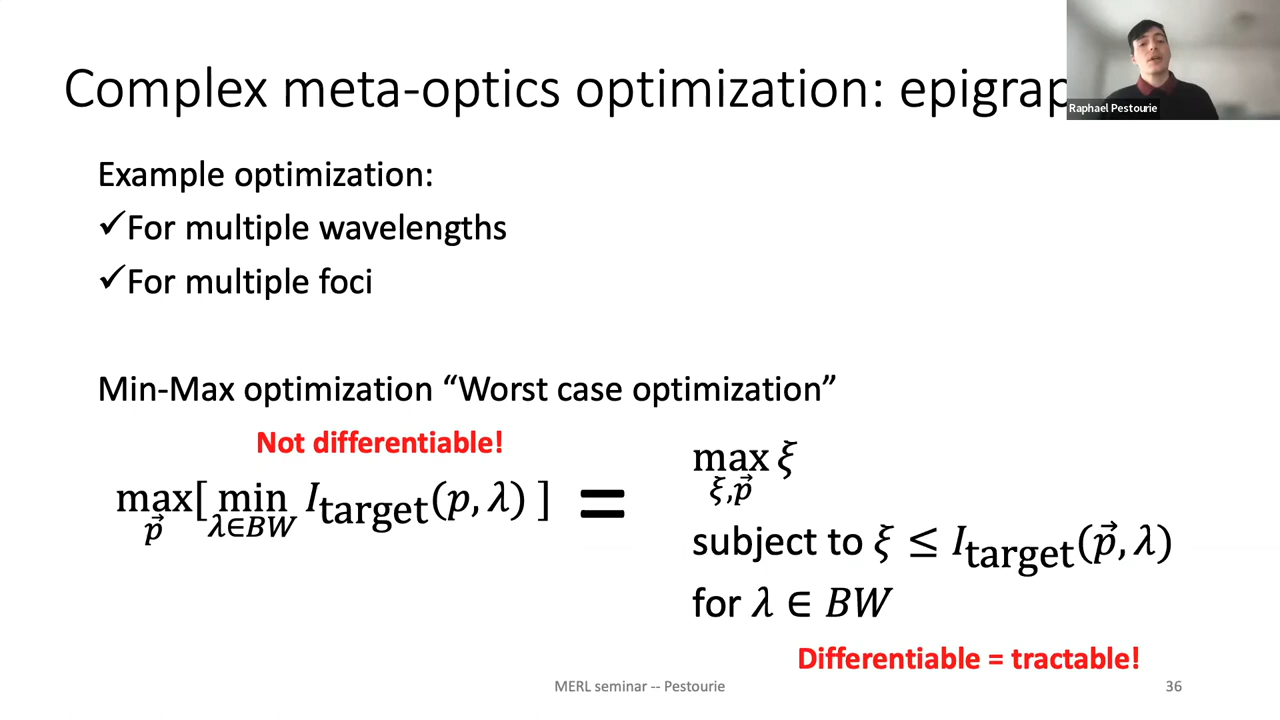 Complex meta-optics optimization: epigrap
Raphael Pestourie
Example optimization:
✓For multiple wavelengths
✓For multiple foci
Min-Max optimization “Worst case optimization”
Not differentiable!
max[ min I_target(p, λ) ] = max ξ
p⃗ λ∈BW ξ,p⃗
subject to ξ ≤ I_target(p⃗, λ)
for λ ∈ BW
Differentiable = tractable!
MERL seminar -- Pestourie
36